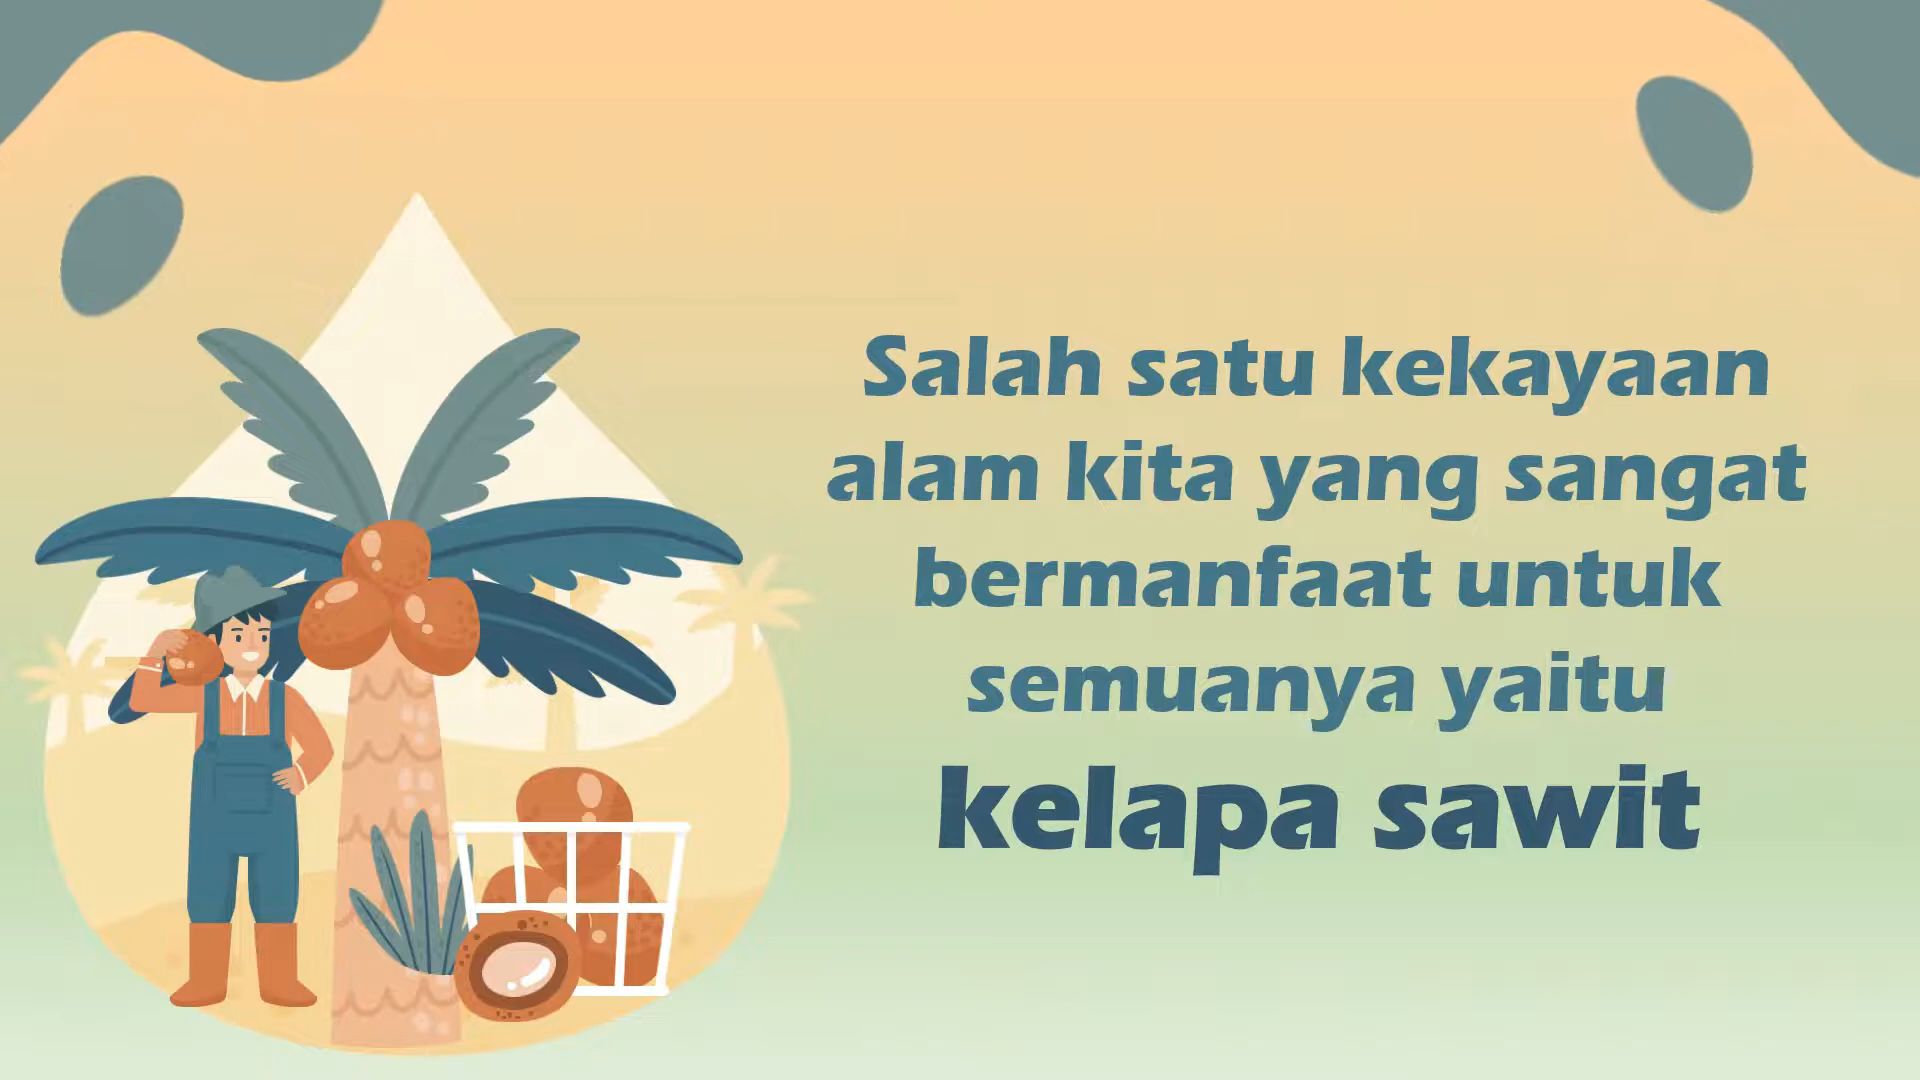 Salah satu kekayaan
alam kita yang sangat
bermanfaat untuk
semuanya yaitu
kelapa sawit